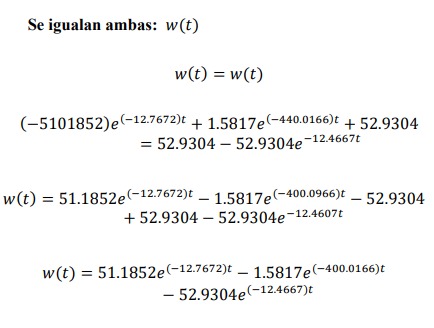 Se igualan ambas: w(t)
w(t) = w(t)
(−5101852)e^(−12.7672)t + 1.5817e^(−440.0166)t + 52.9304
= 52.9304 − 52.9304e^−12.4667t
w(t) = 51.1852e^(−12.7672)t − 1.5817e^(−400.0966)t − 52.9304
+ 52.9304 − 52.9304e^−12.4607t
w(t) = 51.1852e^(−12.7672)t − 1.5817e^(−400.0166)t
− 52.9304e^(−12.4667)t